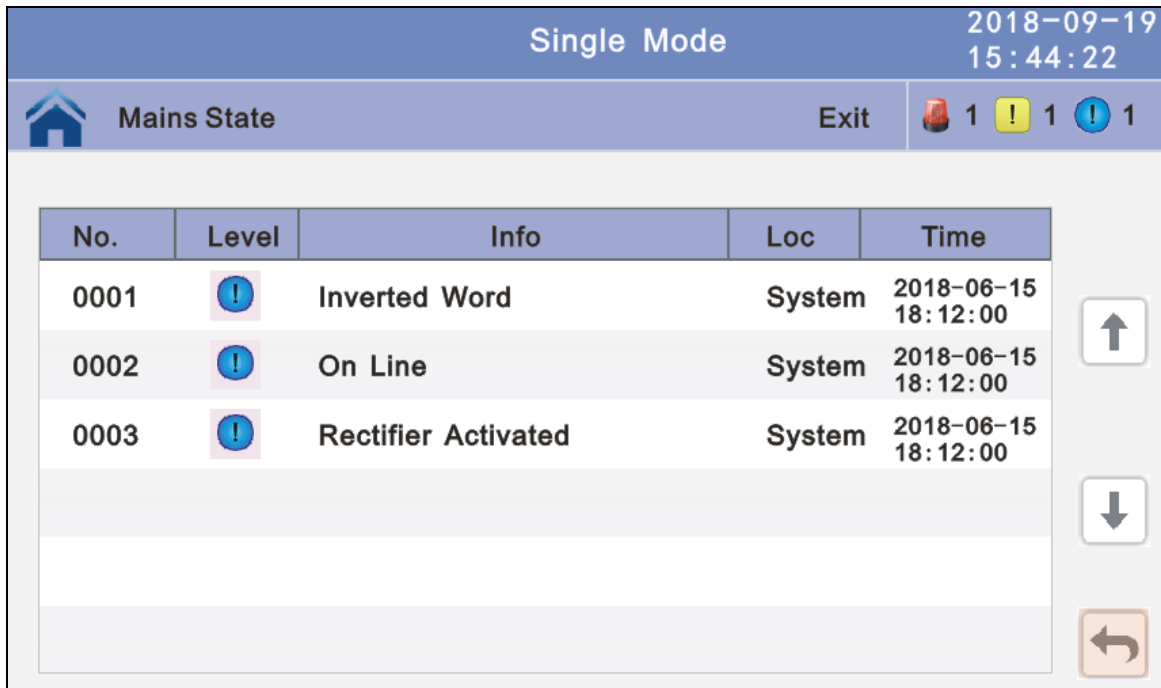 Single Mode
2018-09-19
15:44:22
Mains State Exit 1 ! 1 ! 1
No. Level Info Loc Time
0001 ! Inverted Word System 2018-06-15
18:12:00
0002 ! On Line System 2018-06-15
18:12:00
0003 ! Rectifier Activated System 2018-06-15
18:12:00